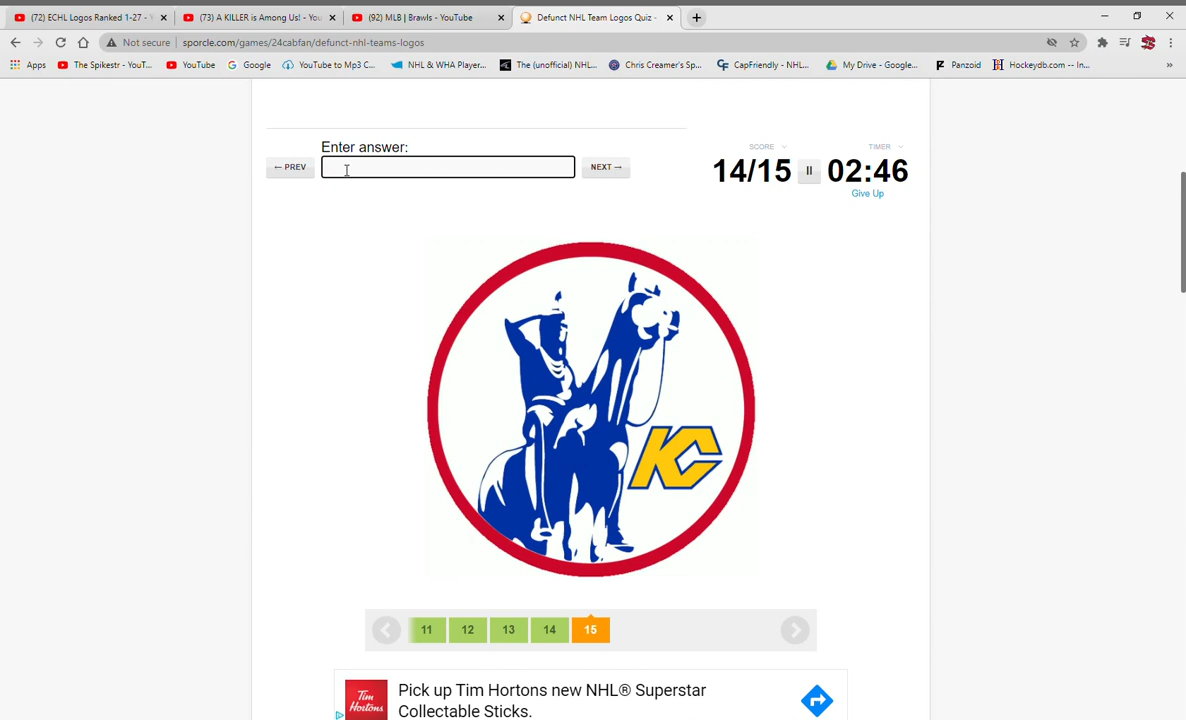 (72) ECHL Logos Ranked 1-27 -
(73) A KILLER is Among Us! - You
(92) MLB | Brawls - YouTube
Defunct NHL Team Logos Quiz -
Not secure | sporcle.com/games/24cabfan/defunct-nhl-teams-logos
Apps
The Spikestr - YouT...
YouTube
Google
YouTube to Mp3 C...
NHL & WHA Player...
The (unofficial) NHL...
Chris Creamer's Sp...
CapFriendly - NHL...
My Drive - Google...
Panzoid
Hockeydb.com -- In...
»
Enter answer:
← PREV
NEXT →
SCORE
14/15
TIMER
02:46
Give Up
KC
11
12
13
14
15
Tim Hortons
Pick up Tim Hortons new NHL® Superstar
Collectable Sticks.